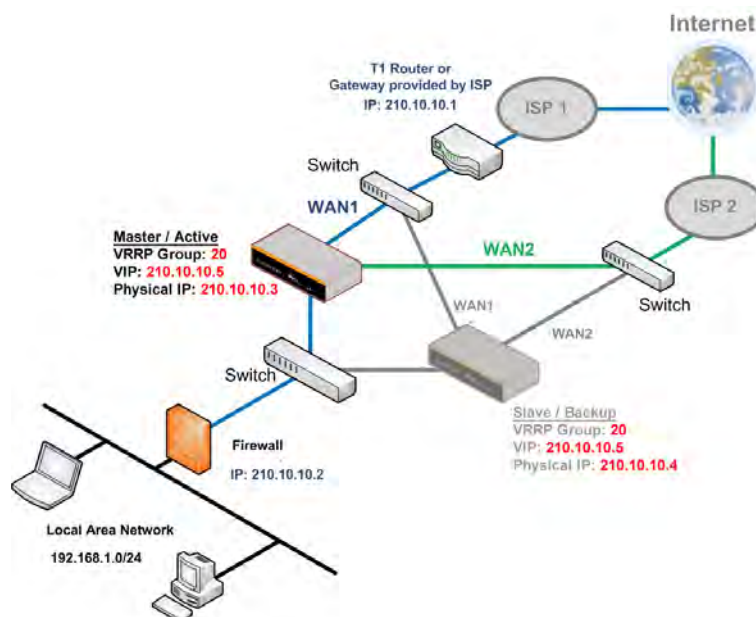 Internet
T1 Router or
Gateway provided by ISP
IP: 210.10.10.1
ISP 1
Switch
WAN1
ISP 2
Master / Active
VRRP Group: 20
VIP: 210.10.10.5
Physical IP: 210.10.10.3
WAN2
Switch
WAN1
WAN2
Switch
Slave / Backup
VRRP Group: 20
VIP: 210.10.10.5
Physical IP: 210.10.10.4
Firewall
IP: 210.10.10.2
Local Area Network
192.168.1.0/24